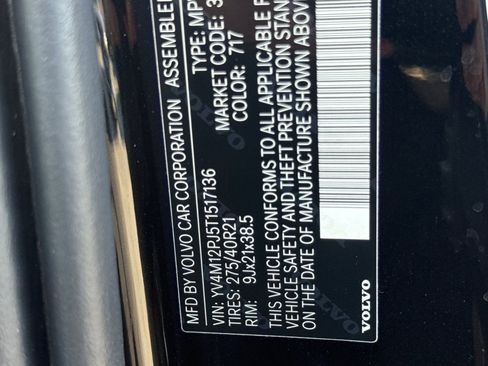 MFD BY VOLVO CAR CORPORATION ASSEMBLE
VIN: YV4M12PJ5T1517136 TYPE: MP
TIRES: 275/40R21 MARKET CODE: 3
RIM: 9Jx21x38.5 COLOR: 717
THIS VEHICLE CONFORMS TO ALL APPLICABLE
VEHICLE SAFETY AND THEFT PREVENTION STAN
ON THE DATE OF MANUFACTURE SHOWN ABOV
VOLVO